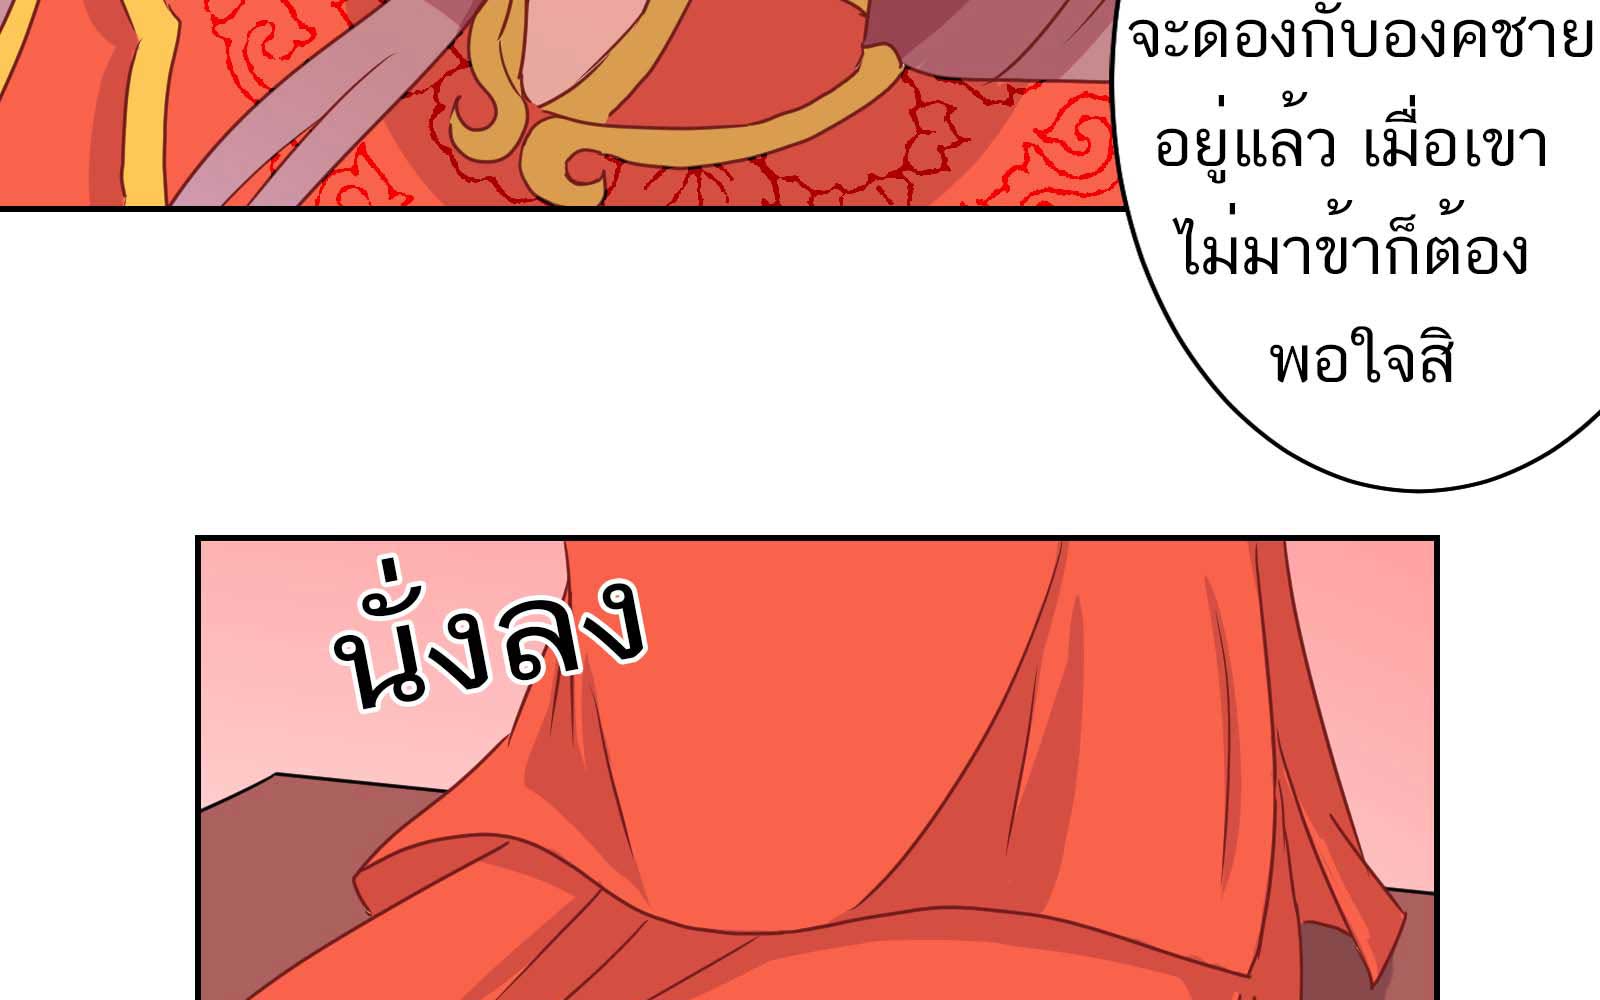 จะดองกับองคชาย
อยู่แล้ว เมื่อเขา
ไม่มาข้าก็ต้อง
พอใจสิ
นั่งลง